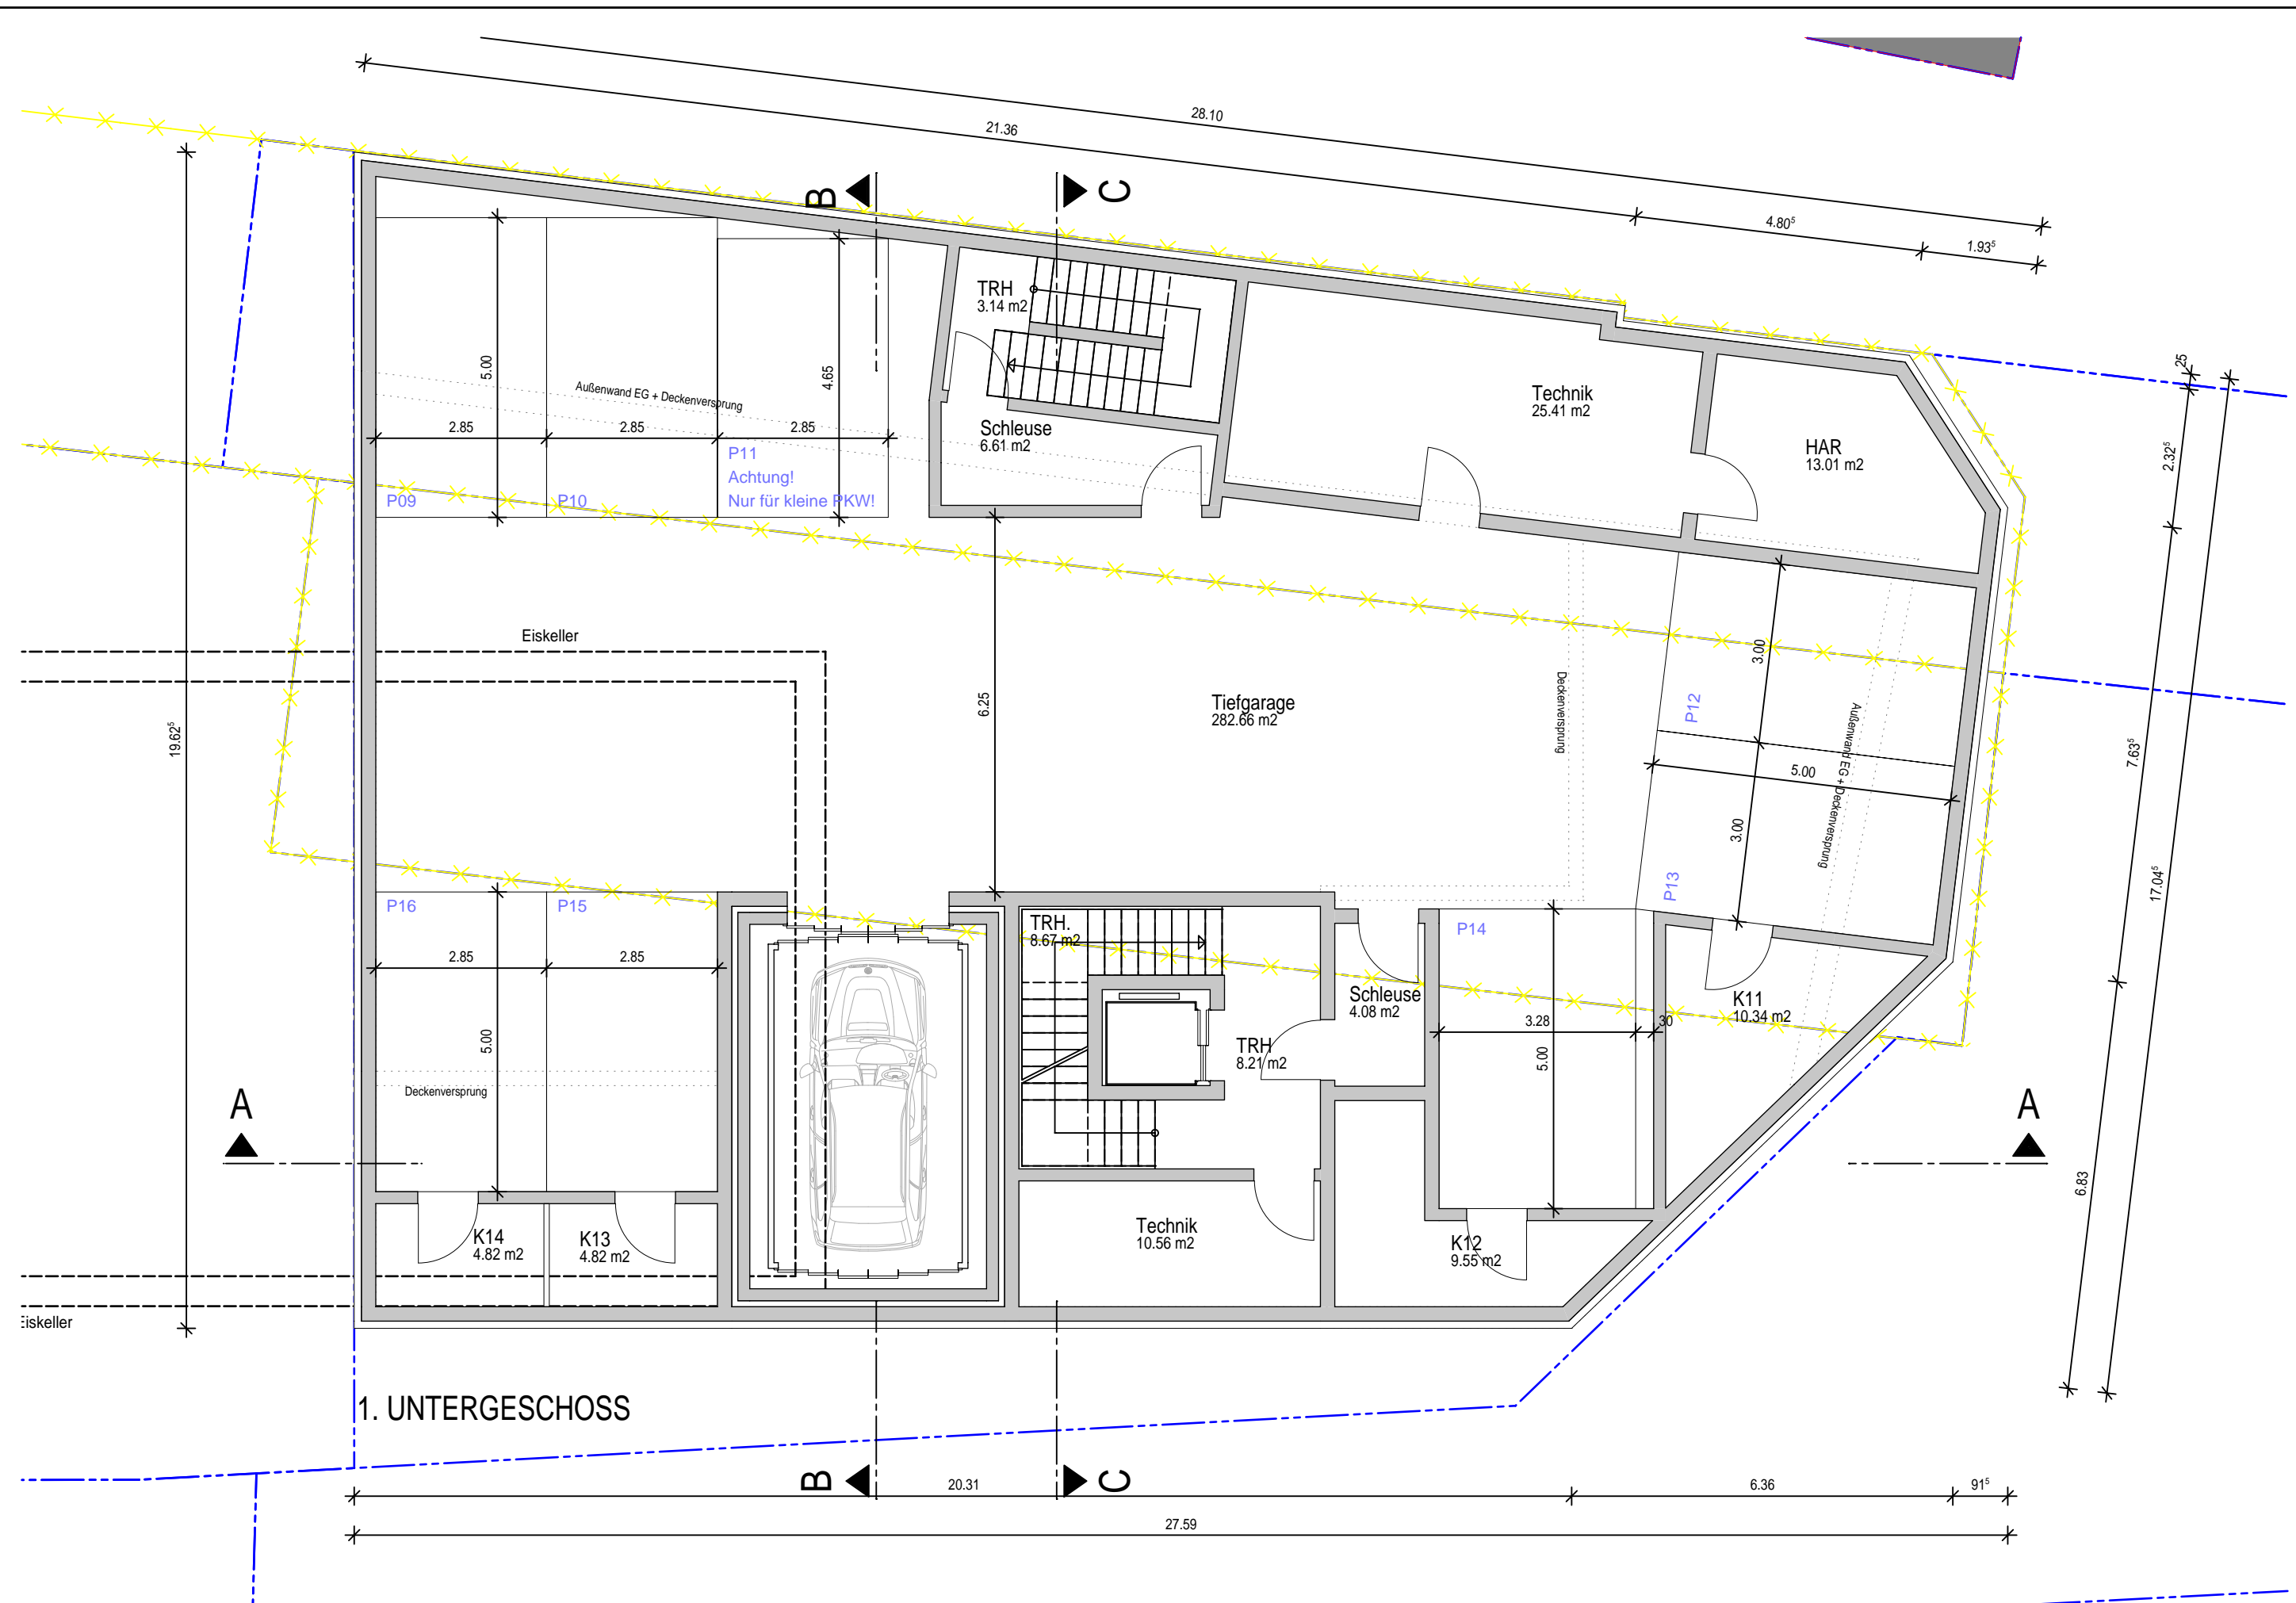 28.10
21.36
4.80⁵
1.93⁵
B
C
TRH
3.14 m2
5.00
4.65
Außenwand EG + Deckenversprung
2.85
2.85
2.85
Schleuse
6.61 m2
Technik
25.41 m2
HAR
13.01 m2
25
2.32⁵
P09
P10
P11
Achtung!
Nur für kleine PKW!
Eiskeller
6.25
Tiefgarage
282.66 m2
Deckenversprung
3.00
P12
Außenwand EG + Deckenversprung
5.00
3.00
P13
19.62⁵
7.63⁵
17.04⁵
6.83
P16
P15
2.85
2.85
5.00
Deckenversprung
TRH.
8.67 m2
TRH
8.21 m2
Schleuse
4.08 m2
P14
3.28
30
5.00
K11
10.34 m2
A
A
K14
4.82 m2
K13
4.82 m2
Technik
10.56 m2
K12
9.55 m2
Eiskeller
1. UNTERGESCHOSS
B
C
20.31
6.36
91⁵
27.59